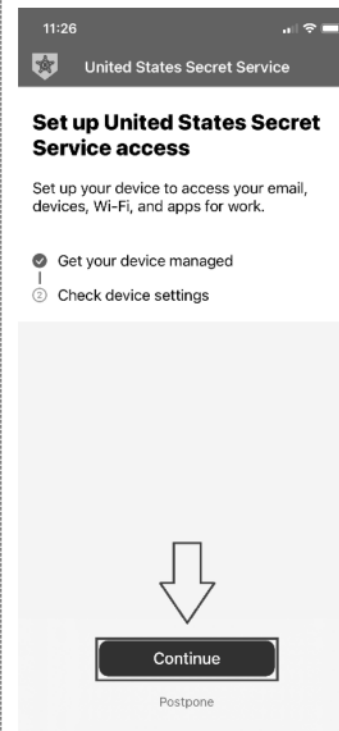 11:26
United States Secret Service
Set up United States Secret
Service access
Set up your device to access your email,
devices, Wi-Fi, and apps for work.
Get your device managed
2 Check device settings
Continue
Postpone